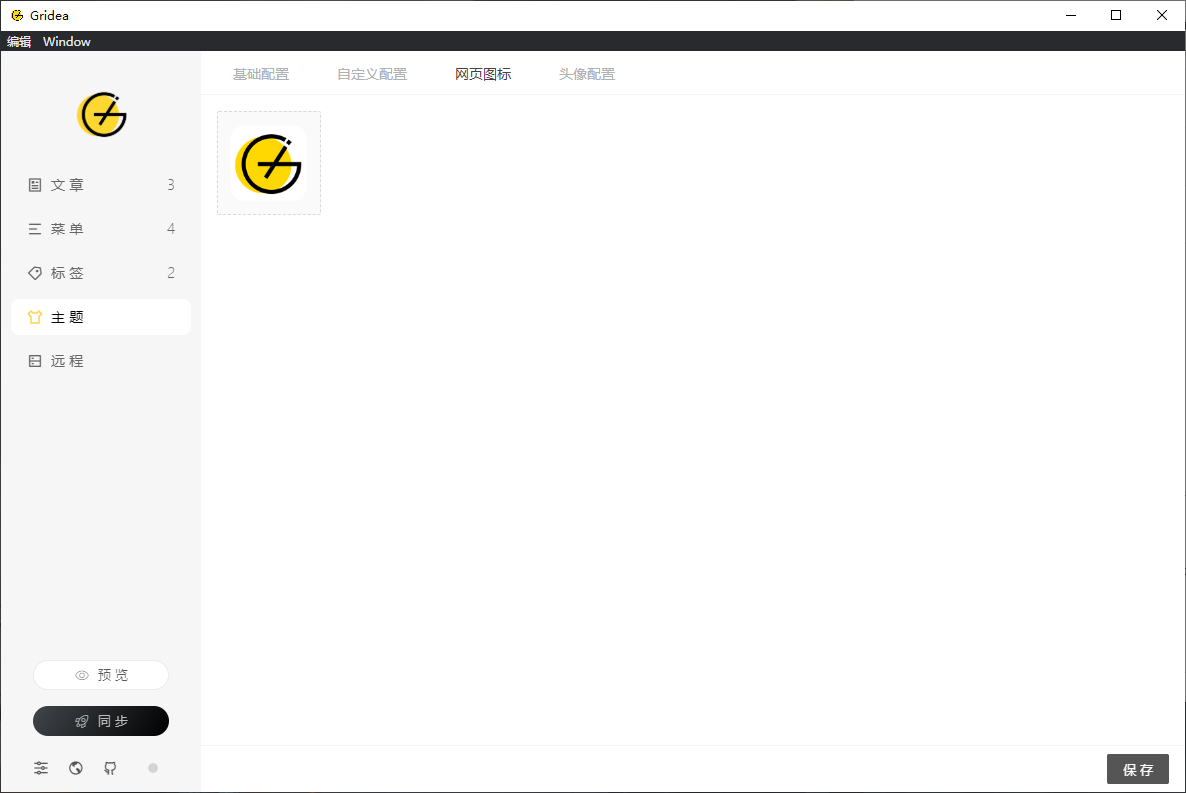 Gridea
编辑 Window
基础配置 自定义配置 网页图标 头像配置
文章 3
菜单 4
标签 2
主题
远程
预览
同步
保存